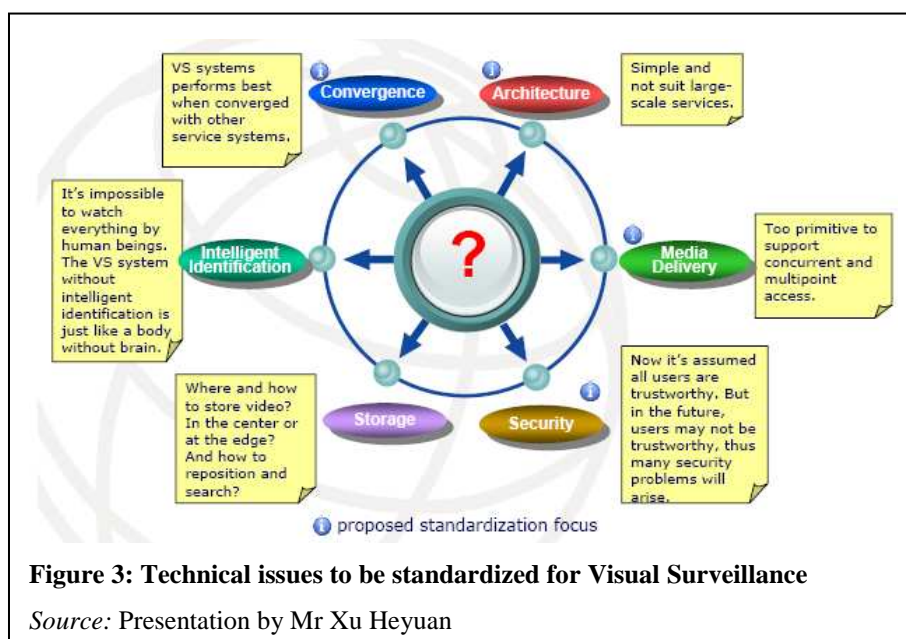 VS systems
performs best
when converged
with other
service systems.
i
Convergence
i
Architecture
Simple and
not suit large-
scale services.
It's impossible
to watch
everything by
human beings.
The VS system
without
intelligent
identification is
just like a body
without brain.
Intelligent
Identification
?
i
Media
Delivery
Too primitive to
support
concurrent and
multipoint
access.
Where and how
to store video?
In the center or
at the edge?
And how to
reposition and
search?
Storage
i
Security
Now it's assumed
all users are
trustworthy. But
in the future,
users may not be
trustworthy, thus
many security
problems will
arise.
i proposed standardization focus
Figure 3: Technical issues to be standardized for Visual Surveillance
Source: Presentation by Mr Xu Heyuan